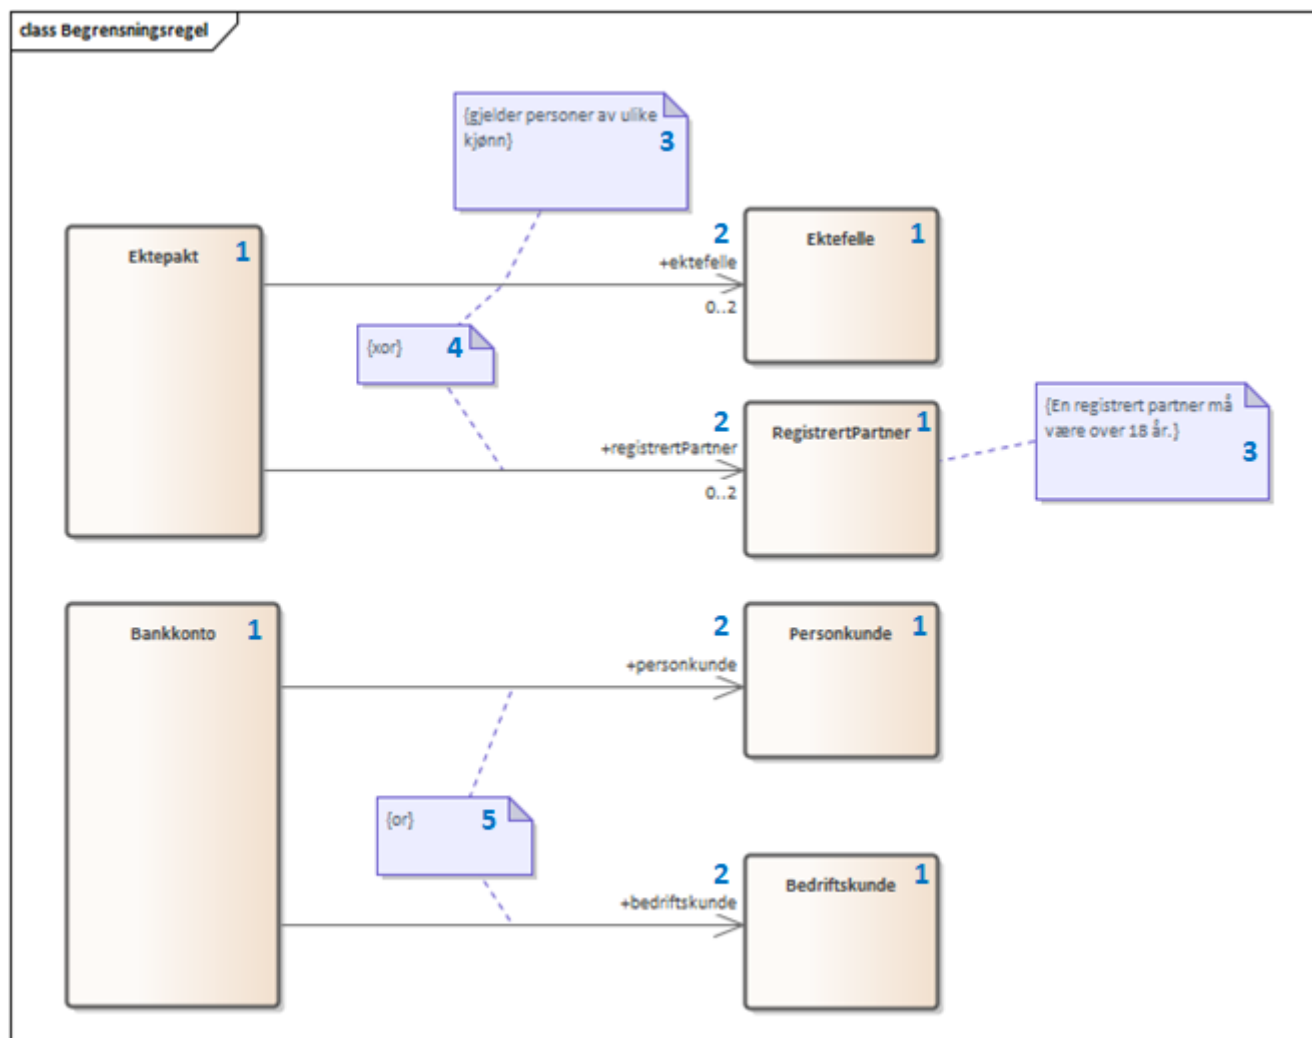 class Begrensningsregel
{gjelder personer av ulike
kjønn}
3
Ektepakt 1
2
+ektefelle
0..2
Ektefelle 1
{xor} 4
2
+registrertPartner
0..2
RegistrertPartner 1
{En registrert partner må
være over 18 år.}
3
Bankkonto 1
2
+personkunde
Personkunde 1
{or} 5
2
+bedriftskunde
Bedriftskunde 1